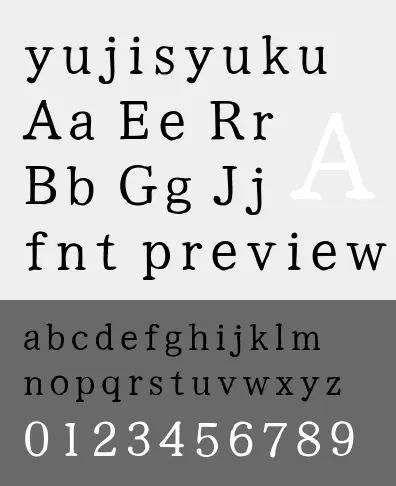 yujisyuku
Aa Ee Rr
A
Bb Gg Jj
fnt preview
abcdefghijklm
nopqrstuvwxyz
0123456789